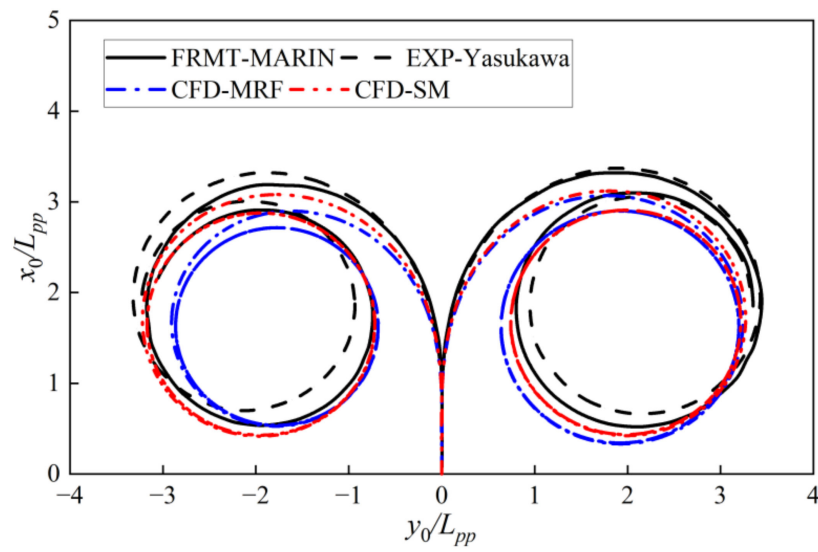 5
FRMT-MARIN EXP-Yasukawa
CFD-MRF CFD-SM
4
3
2
1
0
x₀/Lₚₚ
−4 −3 −2 −1 0 1 2 3 4
y₀/Lₚₚ